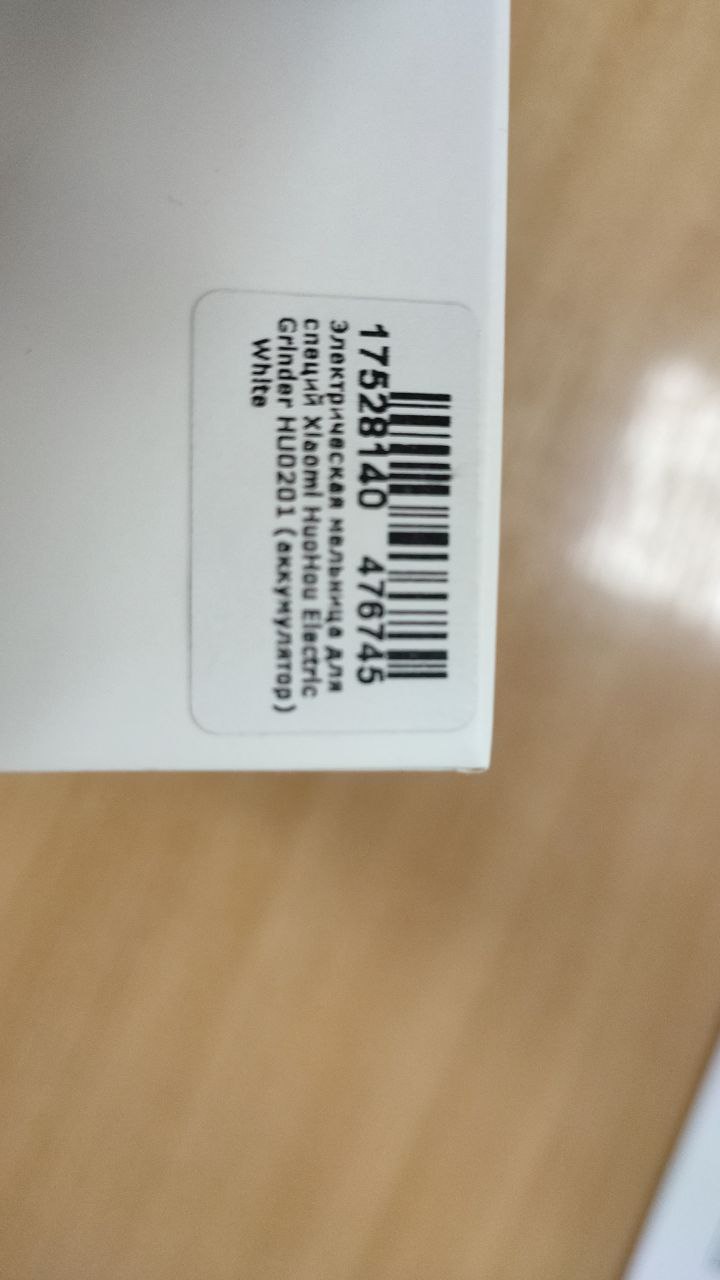 17528140 476745
Электрическая мельница для
специй Xiaomi HuoHou Electric
Grinder HU0201 (аккумулятор)
White